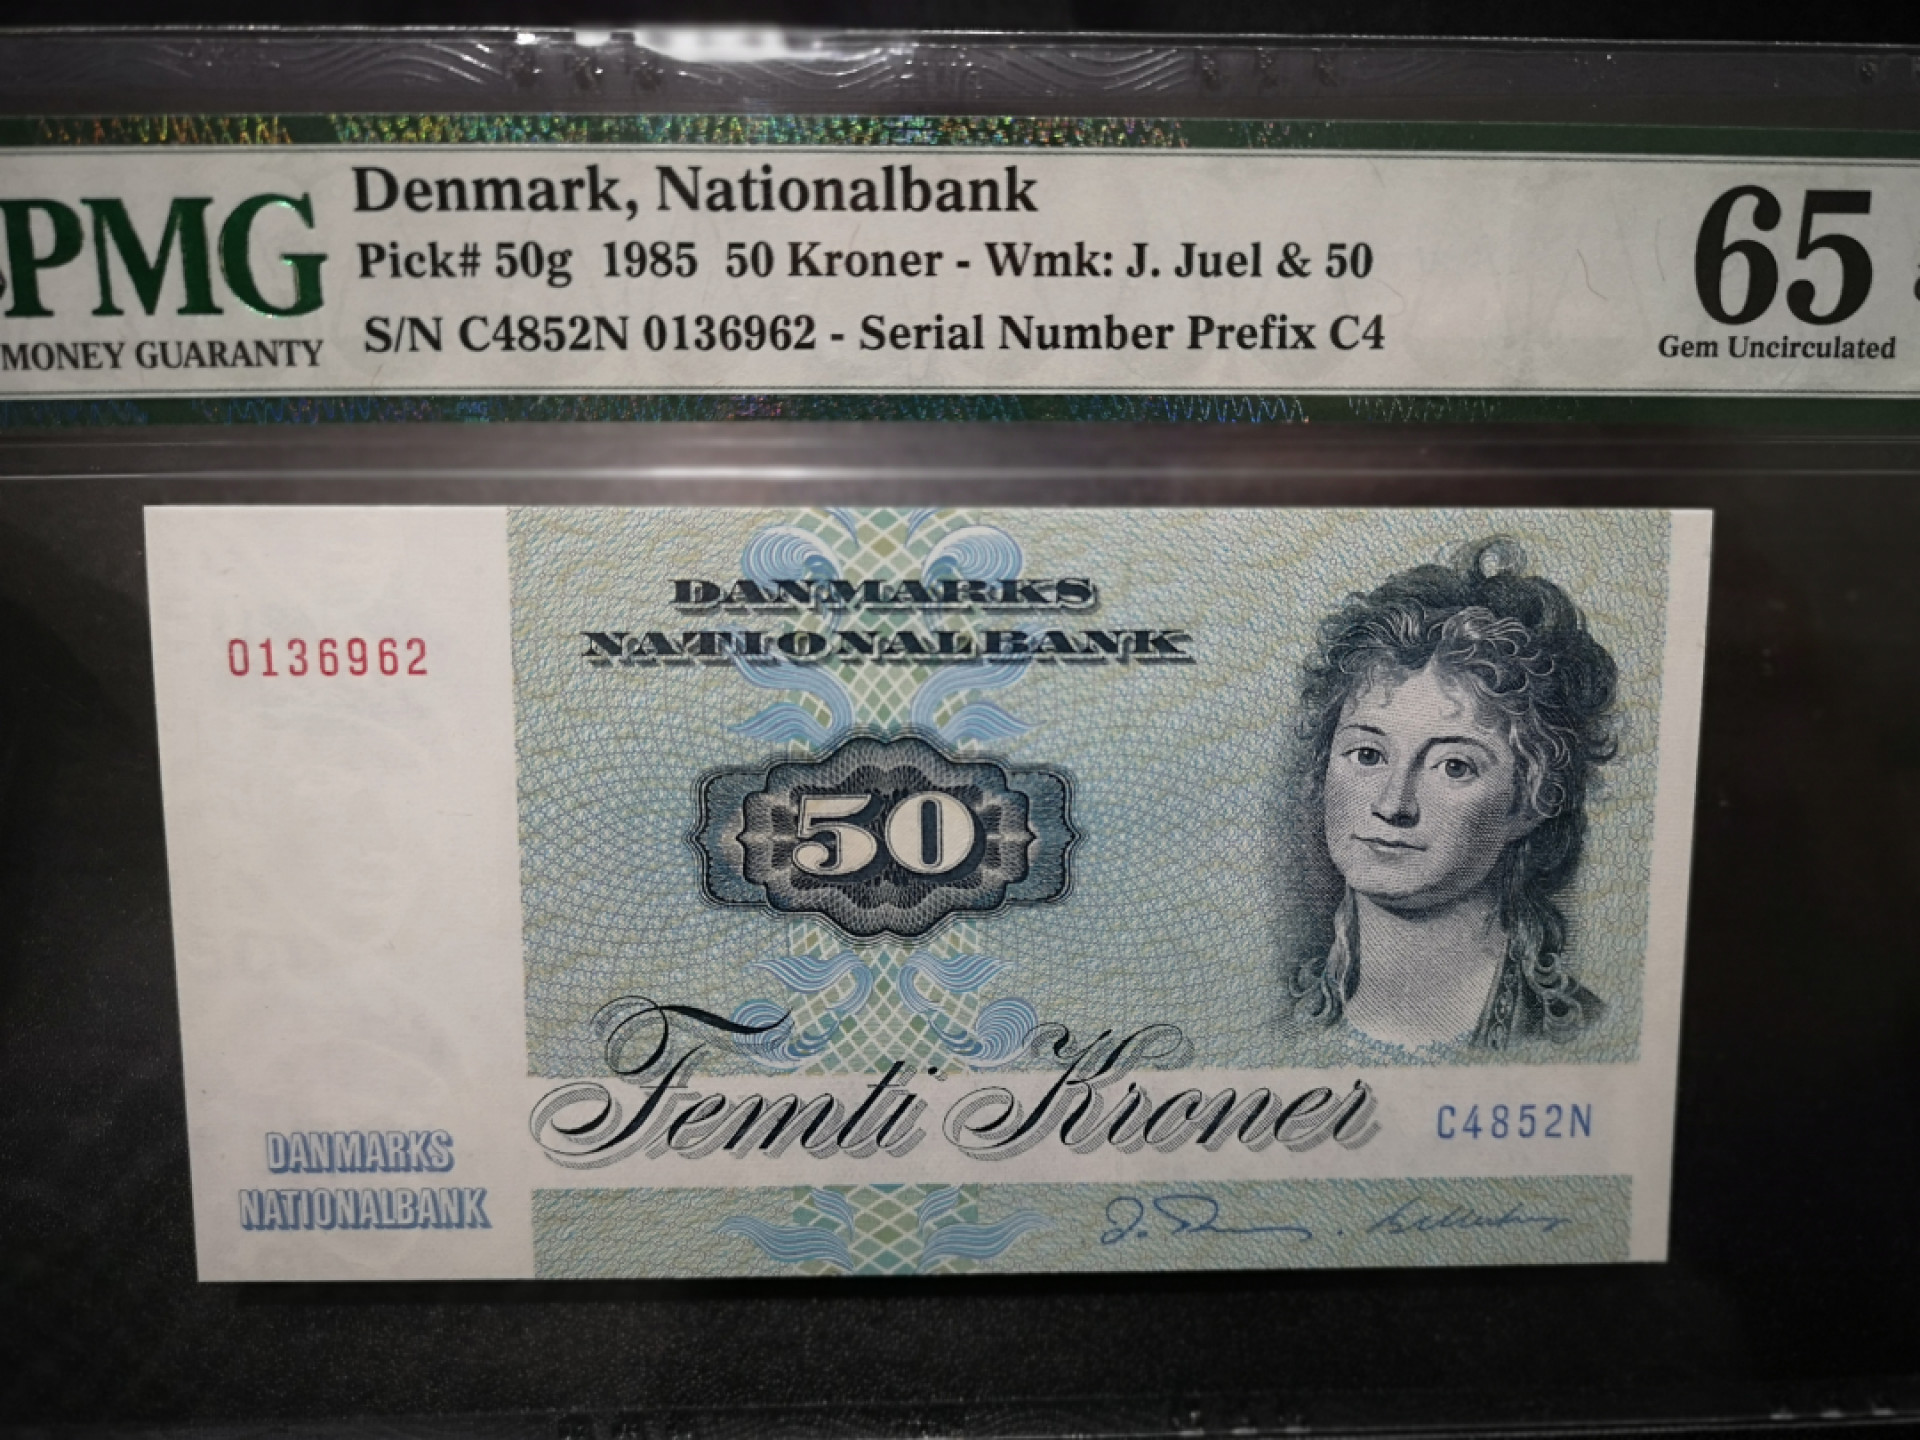 PMG
MONEY GUARANTY
Denmark, Nationalbank
Pick# 50g 1985 50 Kroner - Wmk: J. Juel & 50
S/N C4852N 0136962 - Serial Number Prefix C4
65
Gem Uncirculated
DANMARKS
NATIONALBANK
0136962
50
Femti Kroner
C4852N
DANMARKS
NATIONALBANK